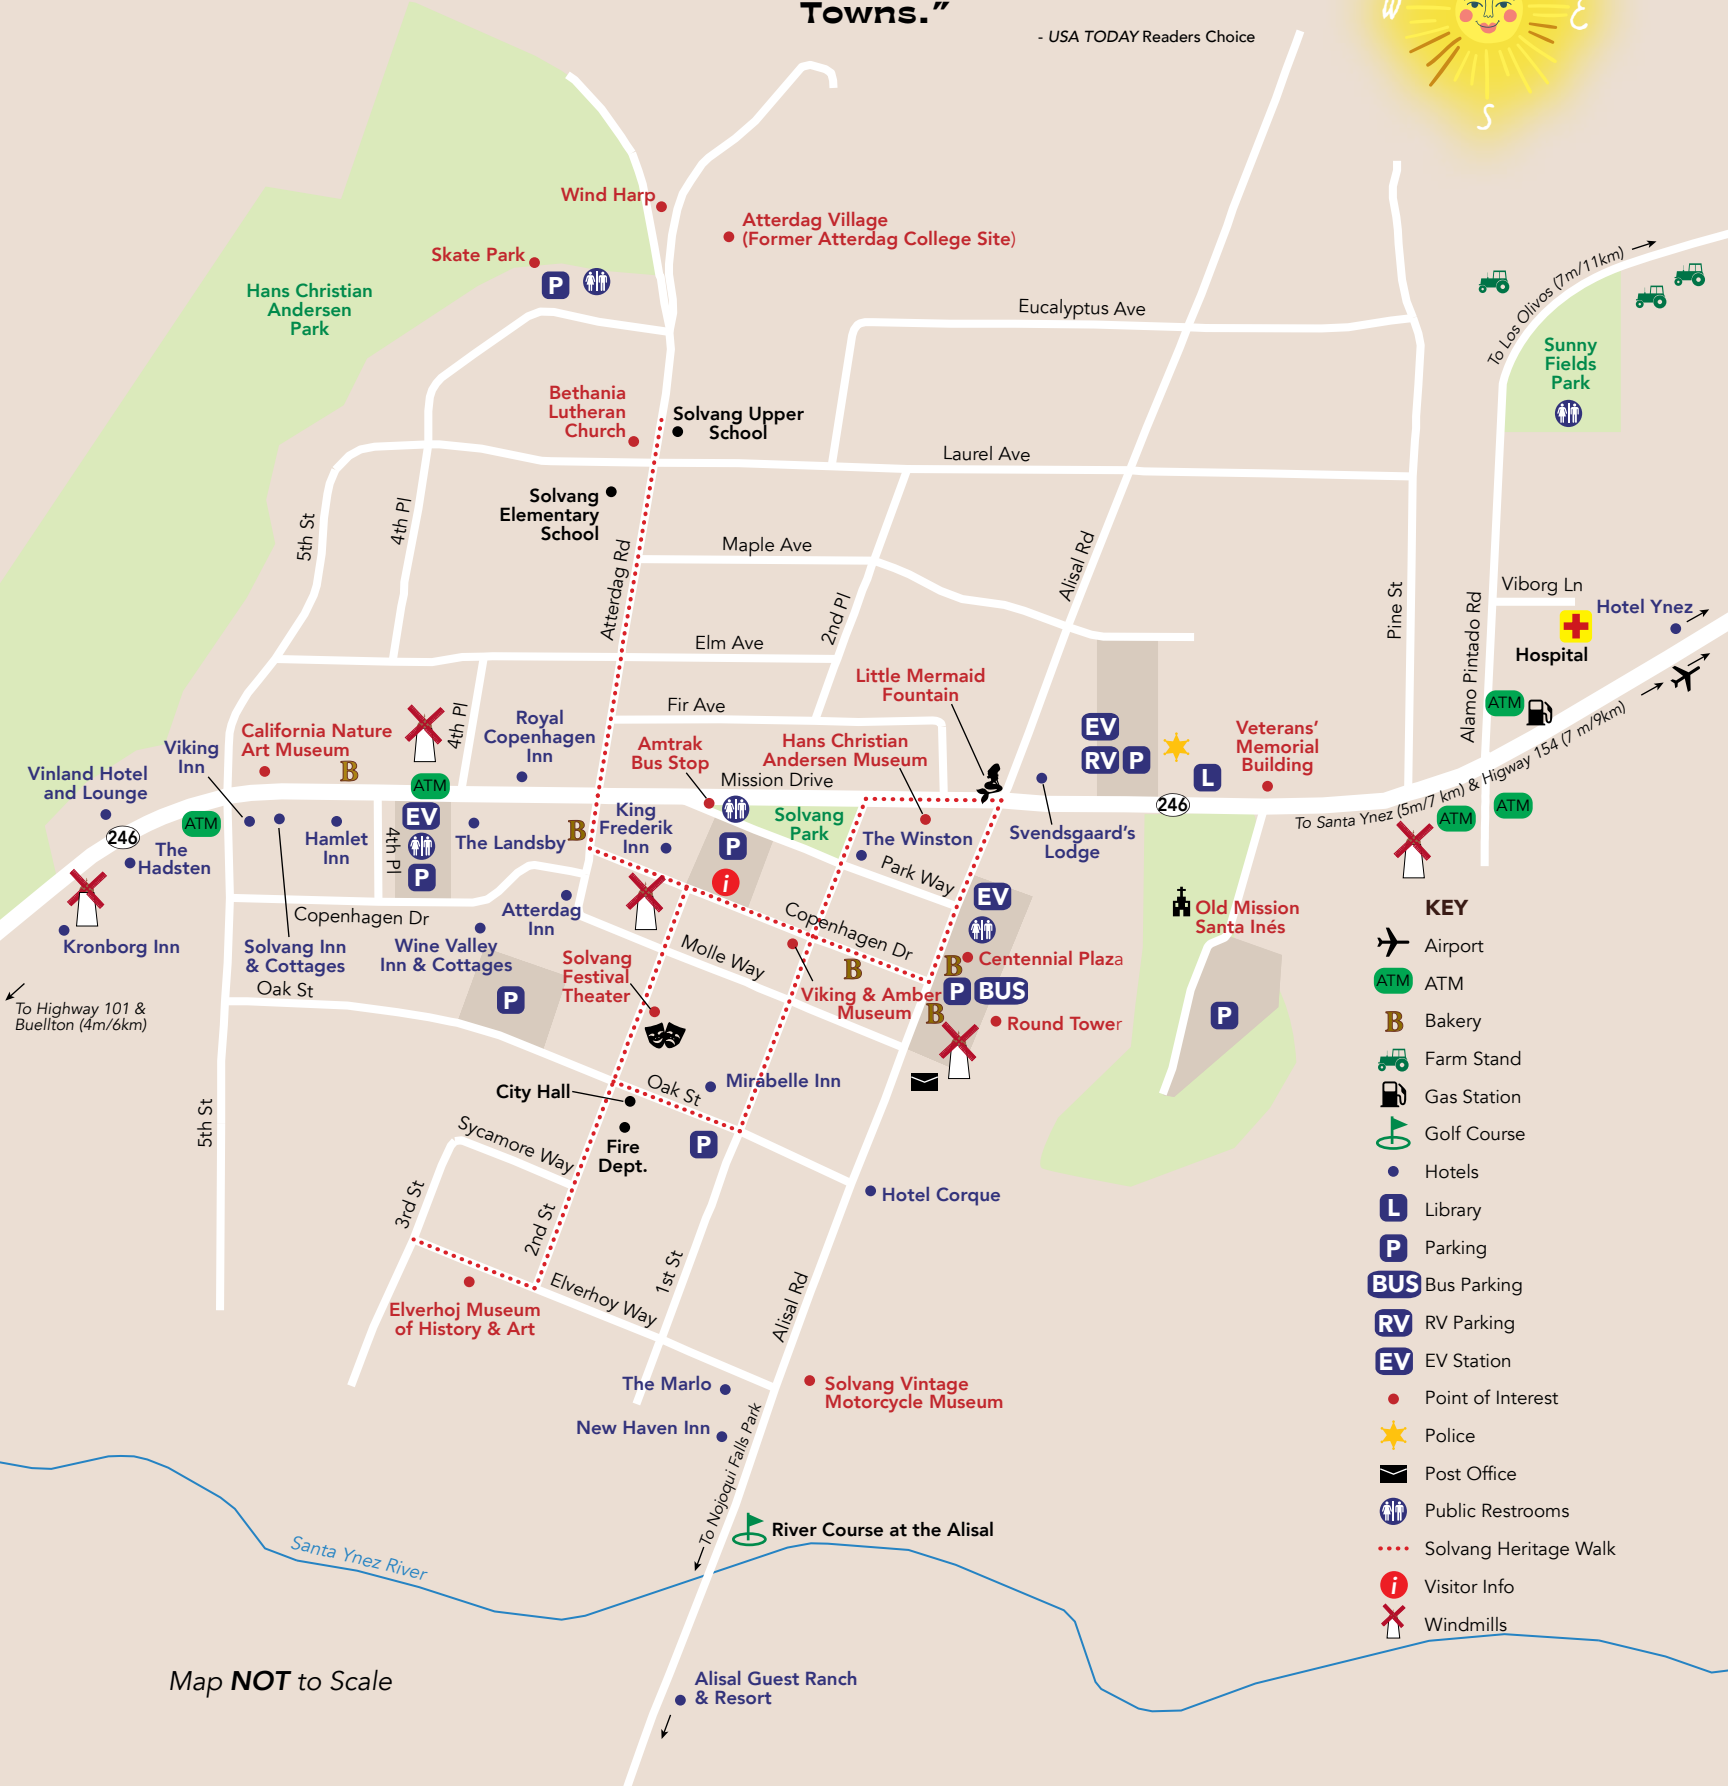 Towns.”
- USA TODAY Readers Choice
W
E
S
Wind Harp
Atterdag Village
(Former Atterdag College Site)
Skate Park
P
Hans Christian
Andersen
Park
To Los Olivos (7m/11km)
Eucalyptus Ave
Sunny
Fields
Park
Bethania
Lutheran
Church
Solvang Upper
School
Laurel Ave
Solvang
Elementary
School
5th St
4th Pl
Atterdag Rd
Maple Ave
2nd Pl
Alisal Rd
Pine St
Alamo Pintado Rd
Viborg Ln
Hotel Ynez
Hospital
Elm Ave
Little Mermaid
Fountain
Fir Ave
4th Pl
ATM
To Santa Ynez (5m/7 km) & Higway 154 (7 m/9km)
California Nature
Art Museum
B
Viking
Inn
Vinland Hotel
and Lounge
Royal
Copenhagen
Inn
Amtrak
Bus Stop
Hans Christian
Andersen Museum
Mission Drive
EV
RV
P
L
Veterans’
Memorial
Building
ATM
246
ATM
EV
P
4th Pl
Hamlet
Inn
The Landsby
B
King
Frederik
Inn
P
i
Solvang
Park
The Winston
Svendsgaard’s
Lodge
246
ATM
ATM
The
Hadsten
Kronborg Inn
Park Way
EV
Copenhagen Dr
Solvang Inn
& Cottages
Wine Valley
Inn & Cottages
Atterdag
Inn
Copenhagen Dr
Molle Way
Old Mission
Santa Inés
Solvang
Festival
Theater
B
B
Centennial Plaza
P
BUS
Viking & Amber
Museum
B
Round Tower
P
Oak St
P
To Highway 101 &
Buellton (4m/6km)
City Hall
Oak St
Mirabelle Inn
Fire
Dept.
P
5th St
Sycamore Way
3rd St
2nd St
1st St
Hotel Corque
Elverhoy Way
Alisal Rd
Elverhoj Museum
of History & Art
The Marlo
Solvang Vintage
Motorcycle Museum
New Haven Inn
To Nojoqui Falls Park
River Course at the Alisal
Santa Ynez River
Alisal Guest Ranch
& Resort
Map NOT to Scale
KEY
Airport
ATM ATM
B Bakery
Farm Stand
Gas Station
Golf Course
Hotels
L Library
P Parking
BUS Bus Parking
RV RV Parking
EV EV Station
Point of Interest
Police
Post Office
Public Restrooms
Solvang Heritage Walk
i Visitor Info
Windmills